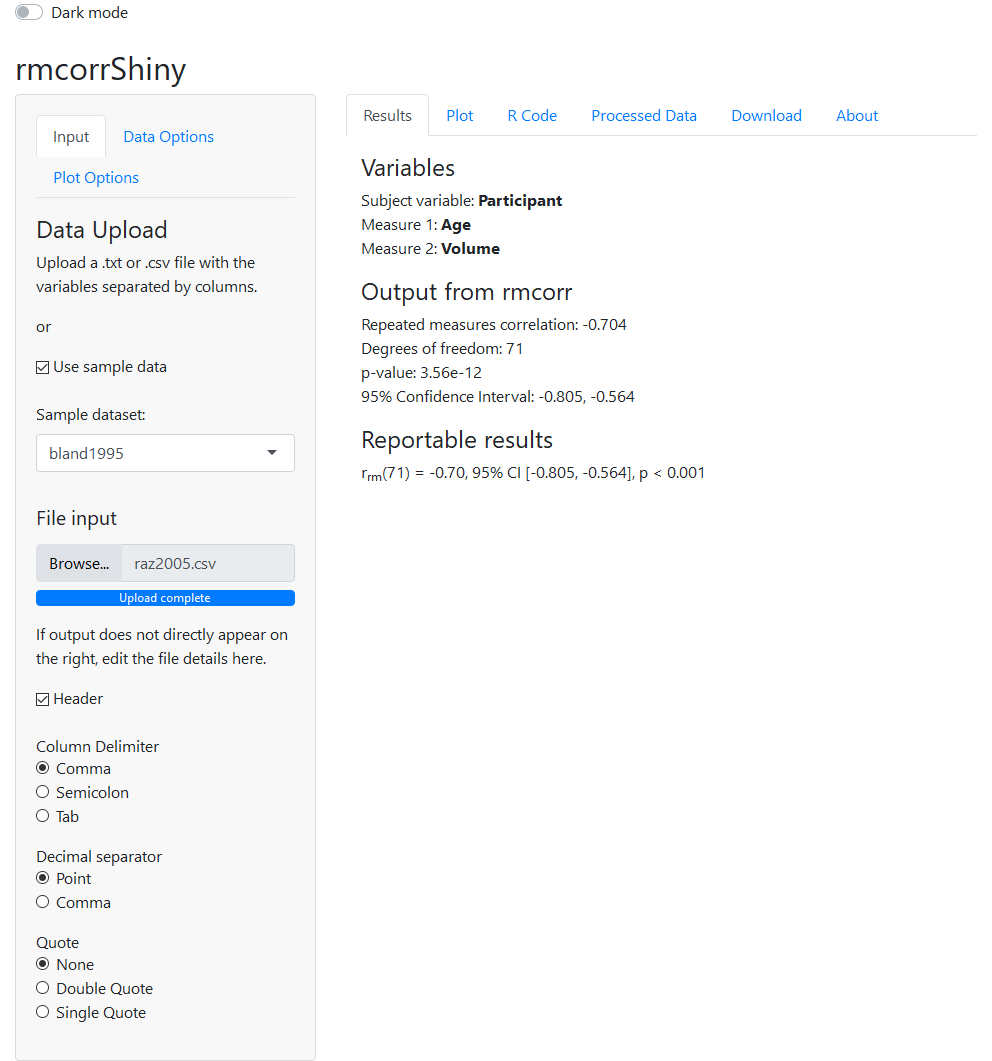 Dark mode
rmcorrShiny
Input
Data Options
Plot Options
Data Upload
Upload a .txt or .csv file with the
variables separated by columns.
or
Use sample data
Sample dataset:
bland1995
File input
Browse...
raz2005.csv
Upload complete
If output does not directly appear on
the right, edit the file details here.
Header
Column Delimiter
Comma
Semicolon
Tab
Decimal separator
Point
Comma
Quote
None
Double Quote
Single Quote
Results
Plot
R Code
Processed Data
Download
About
Variables
Subject variable: Participant
Measure 1: Age
Measure 2: Volume
Output from rmcorr
Repeated measures correlation: -0.704
Degrees of freedom: 71
p-value: 3.56e-12
95% Confidence Interval: -0.805, -0.564
Reportable results
rrm(71) = -0.70, 95% CI [-0.805, -0.564], p < 0.001